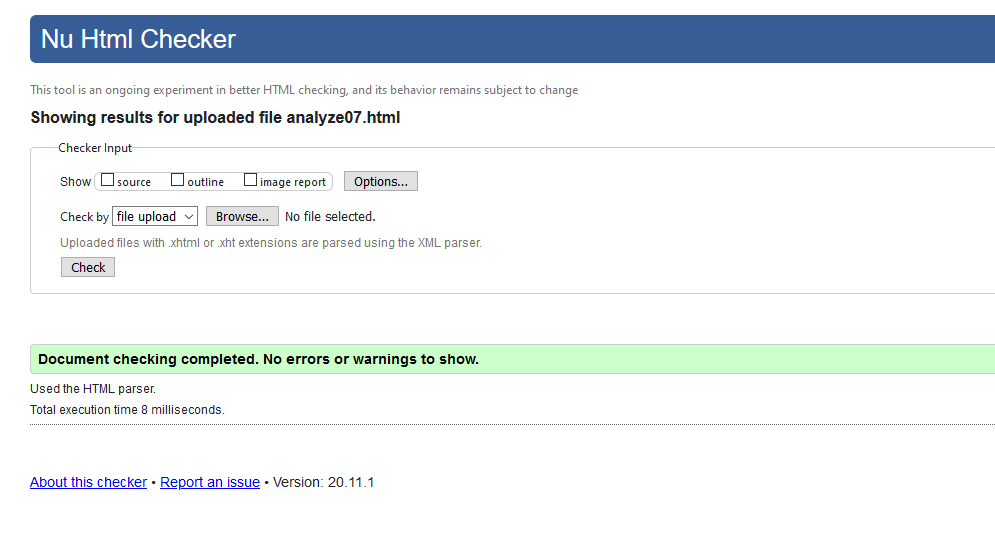 Nu Html Checker
This tool is an ongoing experiment in better HTML checking, and its behavior remains subject to change
Showing results for uploaded file analyze07.html
Checker Input
Show source outline image report Options...
Check by file upload Browse... No file selected.
Uploaded files with .xhtml or .xht extensions are parsed using the XML parser.
Check
Document checking completed. No errors or warnings to show.
Used the HTML parser.
Total execution time 8 milliseconds.
About this checker • Report an issue • Version: 20.11.1